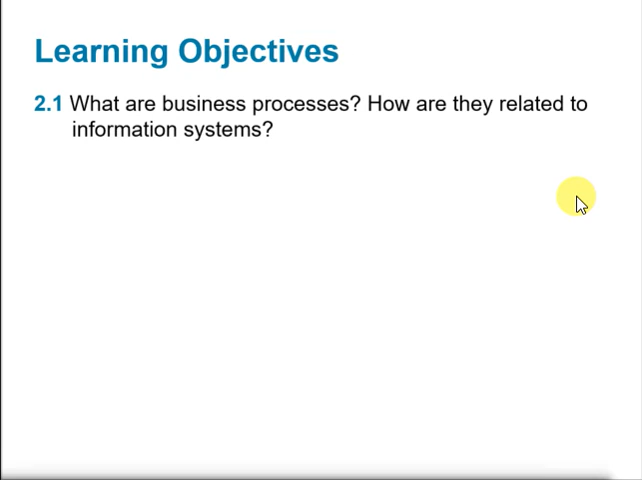 Learning Objectives
2.1 What are business processes? How are they related to
information systems?